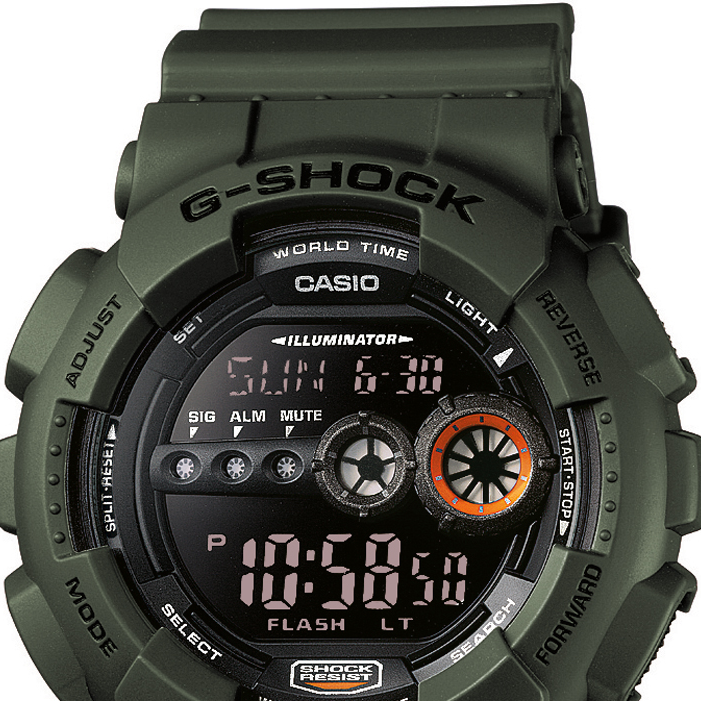 G-SHOCK
WORLD TIME
CASIO
SET
LIGHT
ADJUST
REVERSE
ILLUMINATOR
SUN 6-30
SIG ALM MUTE
SPLIT·RESET
START·STOP
P 10:58 50
FLASH LT
MODE
SELECT
SEARCH
FORWARD
SHOCK
RESIST